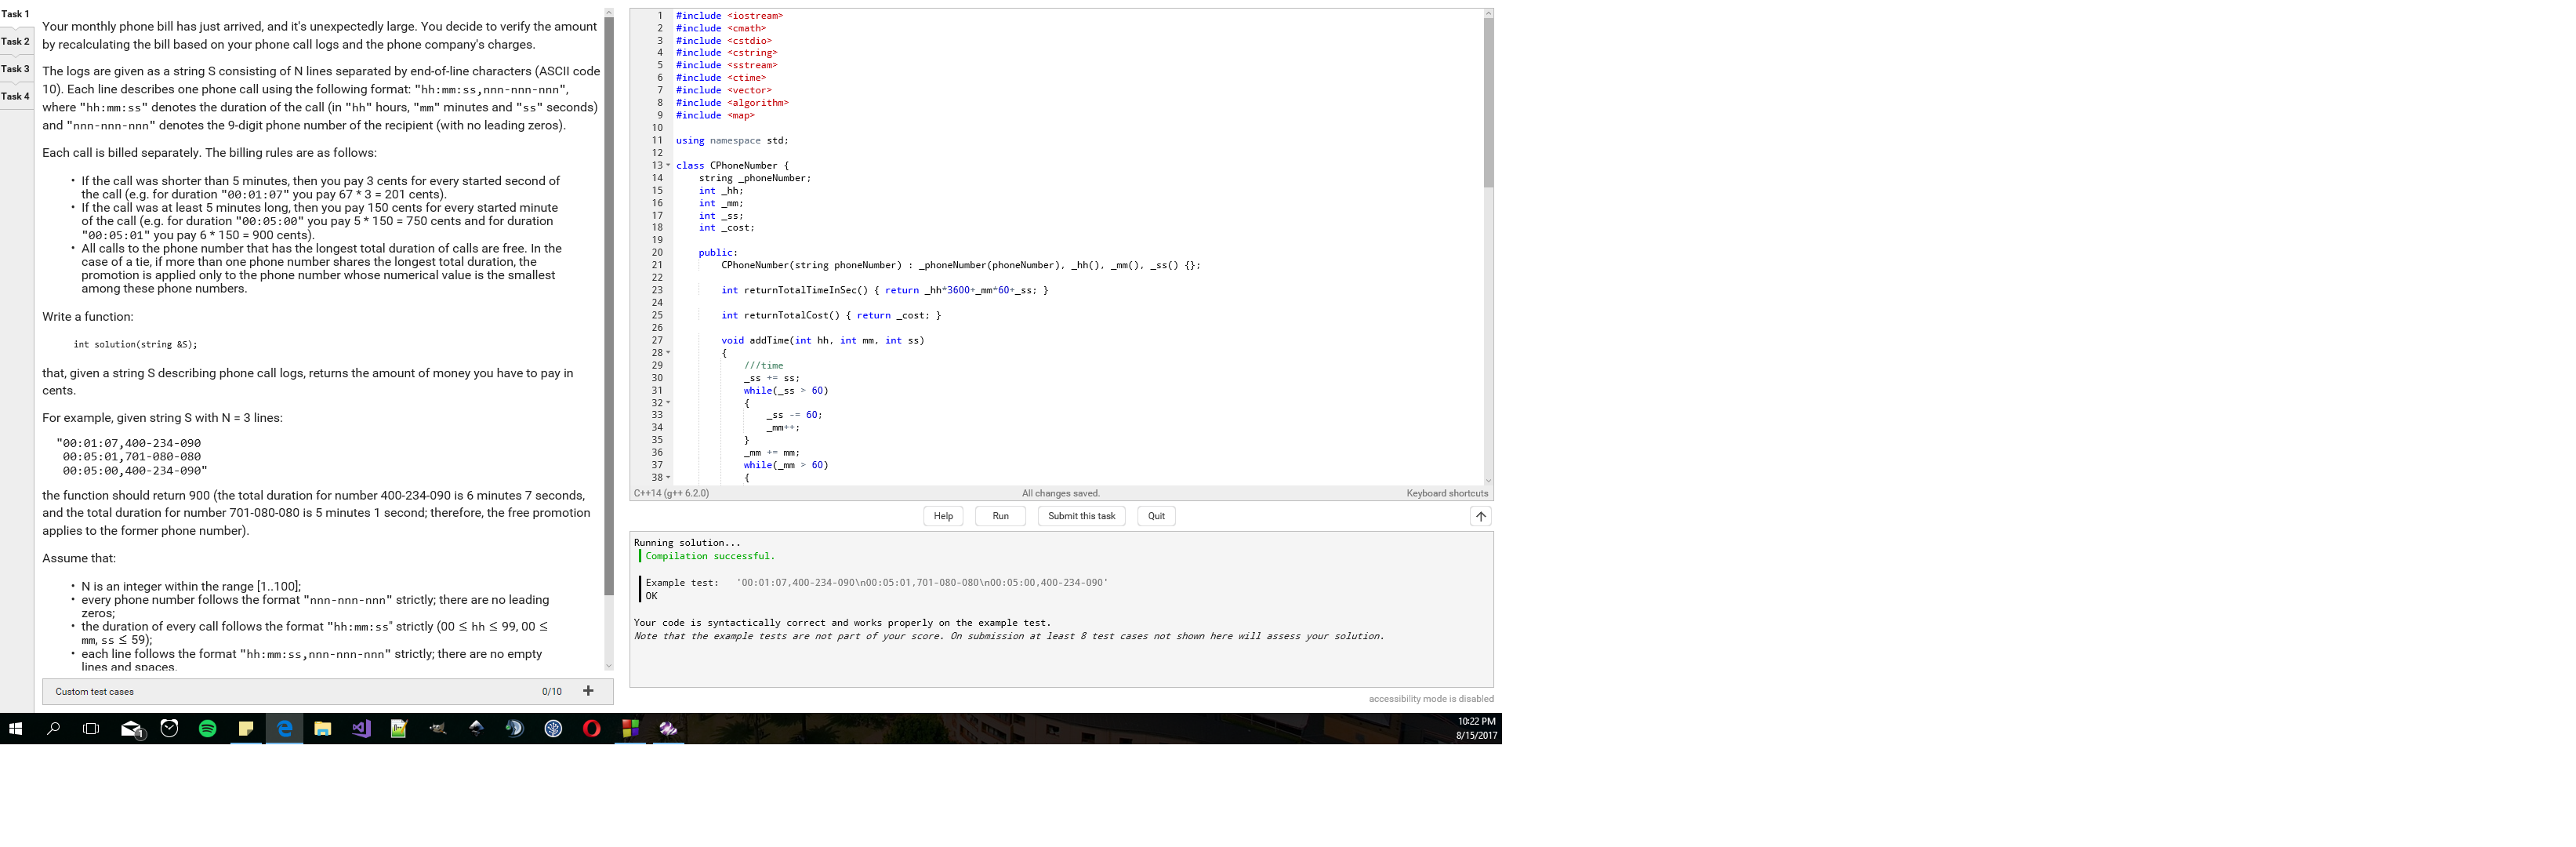 Task 1
Task 2
Task 3
Task 4
Your monthly phone bill has just arrived, and it's unexpectedly large. You decide to verify the amount
by recalculating the bill based on your phone call logs and the phone company's charges.
The logs are given as a string S consisting of N lines separated by end-of-line characters (ASCII code
10). Each line describes one phone call using the following format: "hh:mm:ss,nnn-nnn-nnn",
where "hh:mm:ss" denotes the duration of the call (in "hh" hours, "mm" minutes and "ss" seconds)
and "nnn-nnn-nnn" denotes the 9-digit phone number of the recipient (with no leading zeros).
Each call is billed separately. The billing rules are as follows:
• If the call was shorter than 5 minutes, then you pay 3 cents for every started second of
the call (e.g. for duration "00:01:07" you pay 67 * 3 = 201 cents).
• If the call was at least 5 minutes long, then you pay 150 cents for every started minute
of the call (e.g. for duration "00:05:00" you pay 5 * 150 = 750 cents and for duration
"00:05:01" you pay 6 * 150 = 900 cents).
• All calls to the phone number that has the longest total duration of calls are free. In the
case of a tie, if more than one phone number shares the longest total duration, the
promotion is applied only to the phone number whose numerical value is the smallest
among these phone numbers.
Write a function:
int solution(string &S);
that, given a string S describing phone call logs, returns the amount of money you have to pay in
cents.
For example, given string S with N = 3 lines:
"00:01:07,400-234-090
00:05:01,701-080-080
00:05:00,400-234-090"
the function should return 900 (the total duration for number 400-234-090 is 6 minutes 7 seconds,
and the total duration for number 701-080-080 is 5 minutes 1 second; therefore, the free promotion
applies to the former phone number).
Assume that:
• N is an integer within the range [1..100];
• every phone number follows the format "nnn-nnn-nnn" strictly; there are no leading
zeros;
• the duration of every call follows the format "hh:mm:ss" strictly (00 ≤ hh ≤ 99, 00 ≤
mm, ss ≤ 59);
• each line follows the format "hh:mm:ss,nnn-nnn-nnn" strictly; there are no empty
lines and spaces.
Custom test cases 0/10 +
1 #include <iostream>
2 #include <cmath>
3 #include <cstdio>
4 #include <cstring>
5 #include <sstream>
6 #include <ctime>
7 #include <vector>
8 #include <algorithm>
9 #include <map>
10
11 using namespace std;
12
13 class CPhoneNumber {
14 string _phoneNumber;
15 int _hh;
16 int _mm;
17 int _ss;
18 int _cost;
19
20 public:
21 CPhoneNumber(string phoneNumber) : _phoneNumber(phoneNumber), _hh(), _mm(), _ss() {};
22
23 int returnTotalTimeInSec() { return _hh*3600+_mm*60+_ss; }
24
25 int returnTotalCost() { return _cost; }
26
27 void addTime(int hh, int mm, int ss)
28 {
29 ///time
30 _ss += ss;
31 while(_ss > 60)
32 {
33 _ss -= 60;
34 _mm++;
35 }
36 _mm += mm;
37 while(_mm > 60)
38 {
C++14 (g++ 6.2.0) All changes saved. Keyboard shortcuts
Help Run Submit this task Quit
Running solution...
Compilation successful.
Example test: '00:01:07,400-234-090\n00:05:01,701-080-080\n00:05:00,400-234-090'
OK
Your code is syntactically correct and works properly on the example test.
Note that the example tests are not part of your score. On submission at least 8 test cases not shown here will assess your solution.
accessibility mode is disabled
1
10:22 PM
8/15/2017